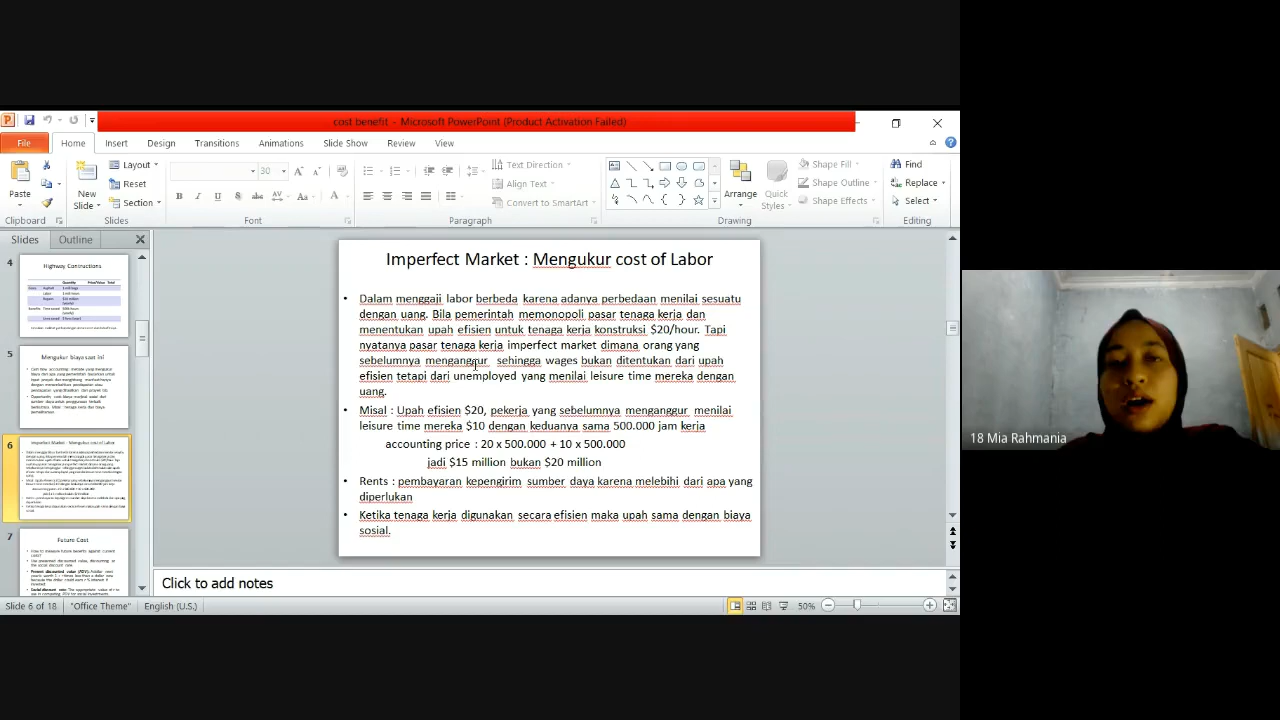 cost benefit - Microsoft PowerPoint (Product Activation Failed)
File Home Insert Design Transitions Animations Slide Show Review View
Paste
Clipboard
New
Slide
Layout
Reset
Section
Slides
30
Font
Paragraph
Text Direction
Align Text
Convert to SmartArt
Arrange
Quick
Styles
Shape Fill
Shape Outline
Shape Effects
Drawing
Find
Replace
Select
Editing
Slides Outline
4
Highway Contructions
5
Mengukur biaya saat ini
6
Imperfect Market : Mengukur cost of Labor
7
Future Cost
Imperfect Market : Mengukur cost of Labor
• Dalam menggaji labor bahaya karena adanya perbedaan menilai sesuatu
dengan uang. Bila pemerintah memonopoli pasar tenaga kerja dan
menentukan upah efisien untuk tenaga kerja konstruksi $20/hour. Tapi
nyatanya pasar tenaga kerja imperfect market dimana orang yang
sebelumnya menganggur sehingga wages bukan ditentukan dari upah
efisien tetapi dari unemployed yang menilai leisure time mereka dengan
uang.
• Misal : Upah efisien $20, pekerja yang sebelumnya menganggur menilai
leisure time mereka $10 dengan keduanya sama 500.000 jam kerja
accounting price = 20 x 500.000 + 10 x 500.000
jadi $15 million bukan $20 million
• Rents : pembayaran kepada sumber daya karena melebihi dari apa yang
diperlukan
• Ketika tenaga kerja digunakan secara efisien maka upah sama dengan biaya
sosial.
Click to add notes
Slide 6 of 18 "Office Theme" English (U.S.) 50%
18 Mia Rahmania